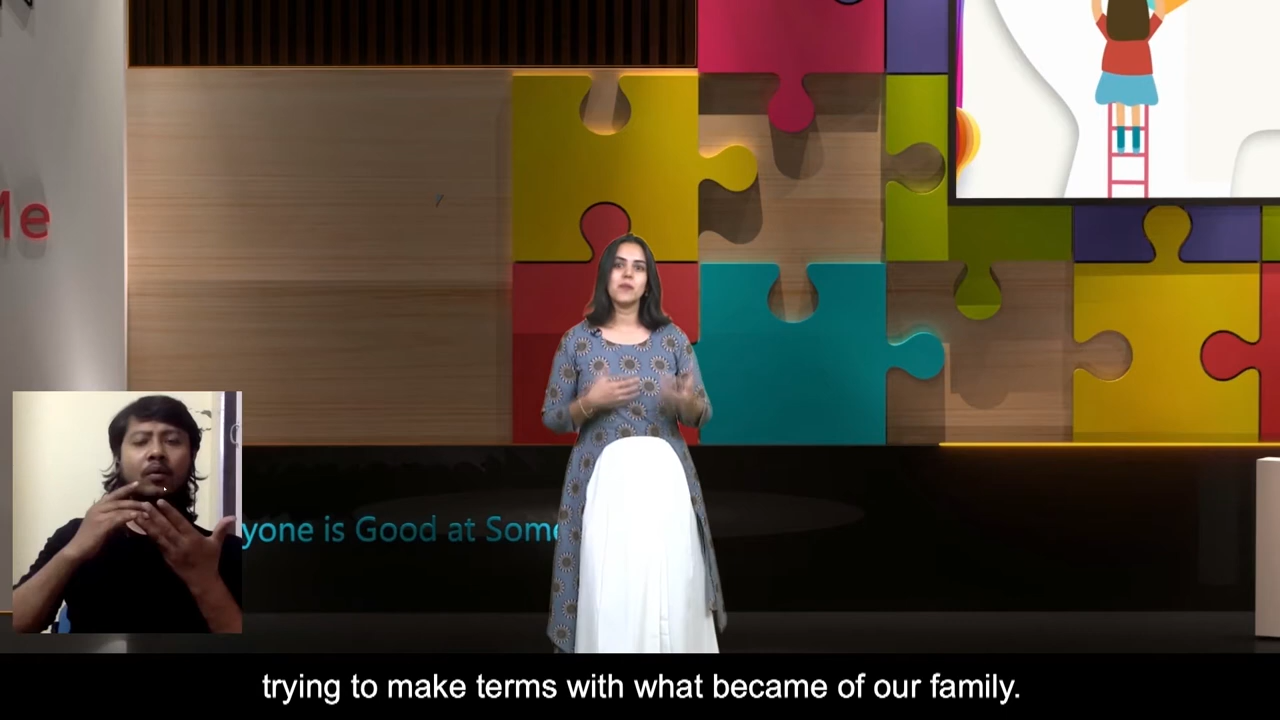 Me
yone is Good at Some
trying to make terms with what became of our family.